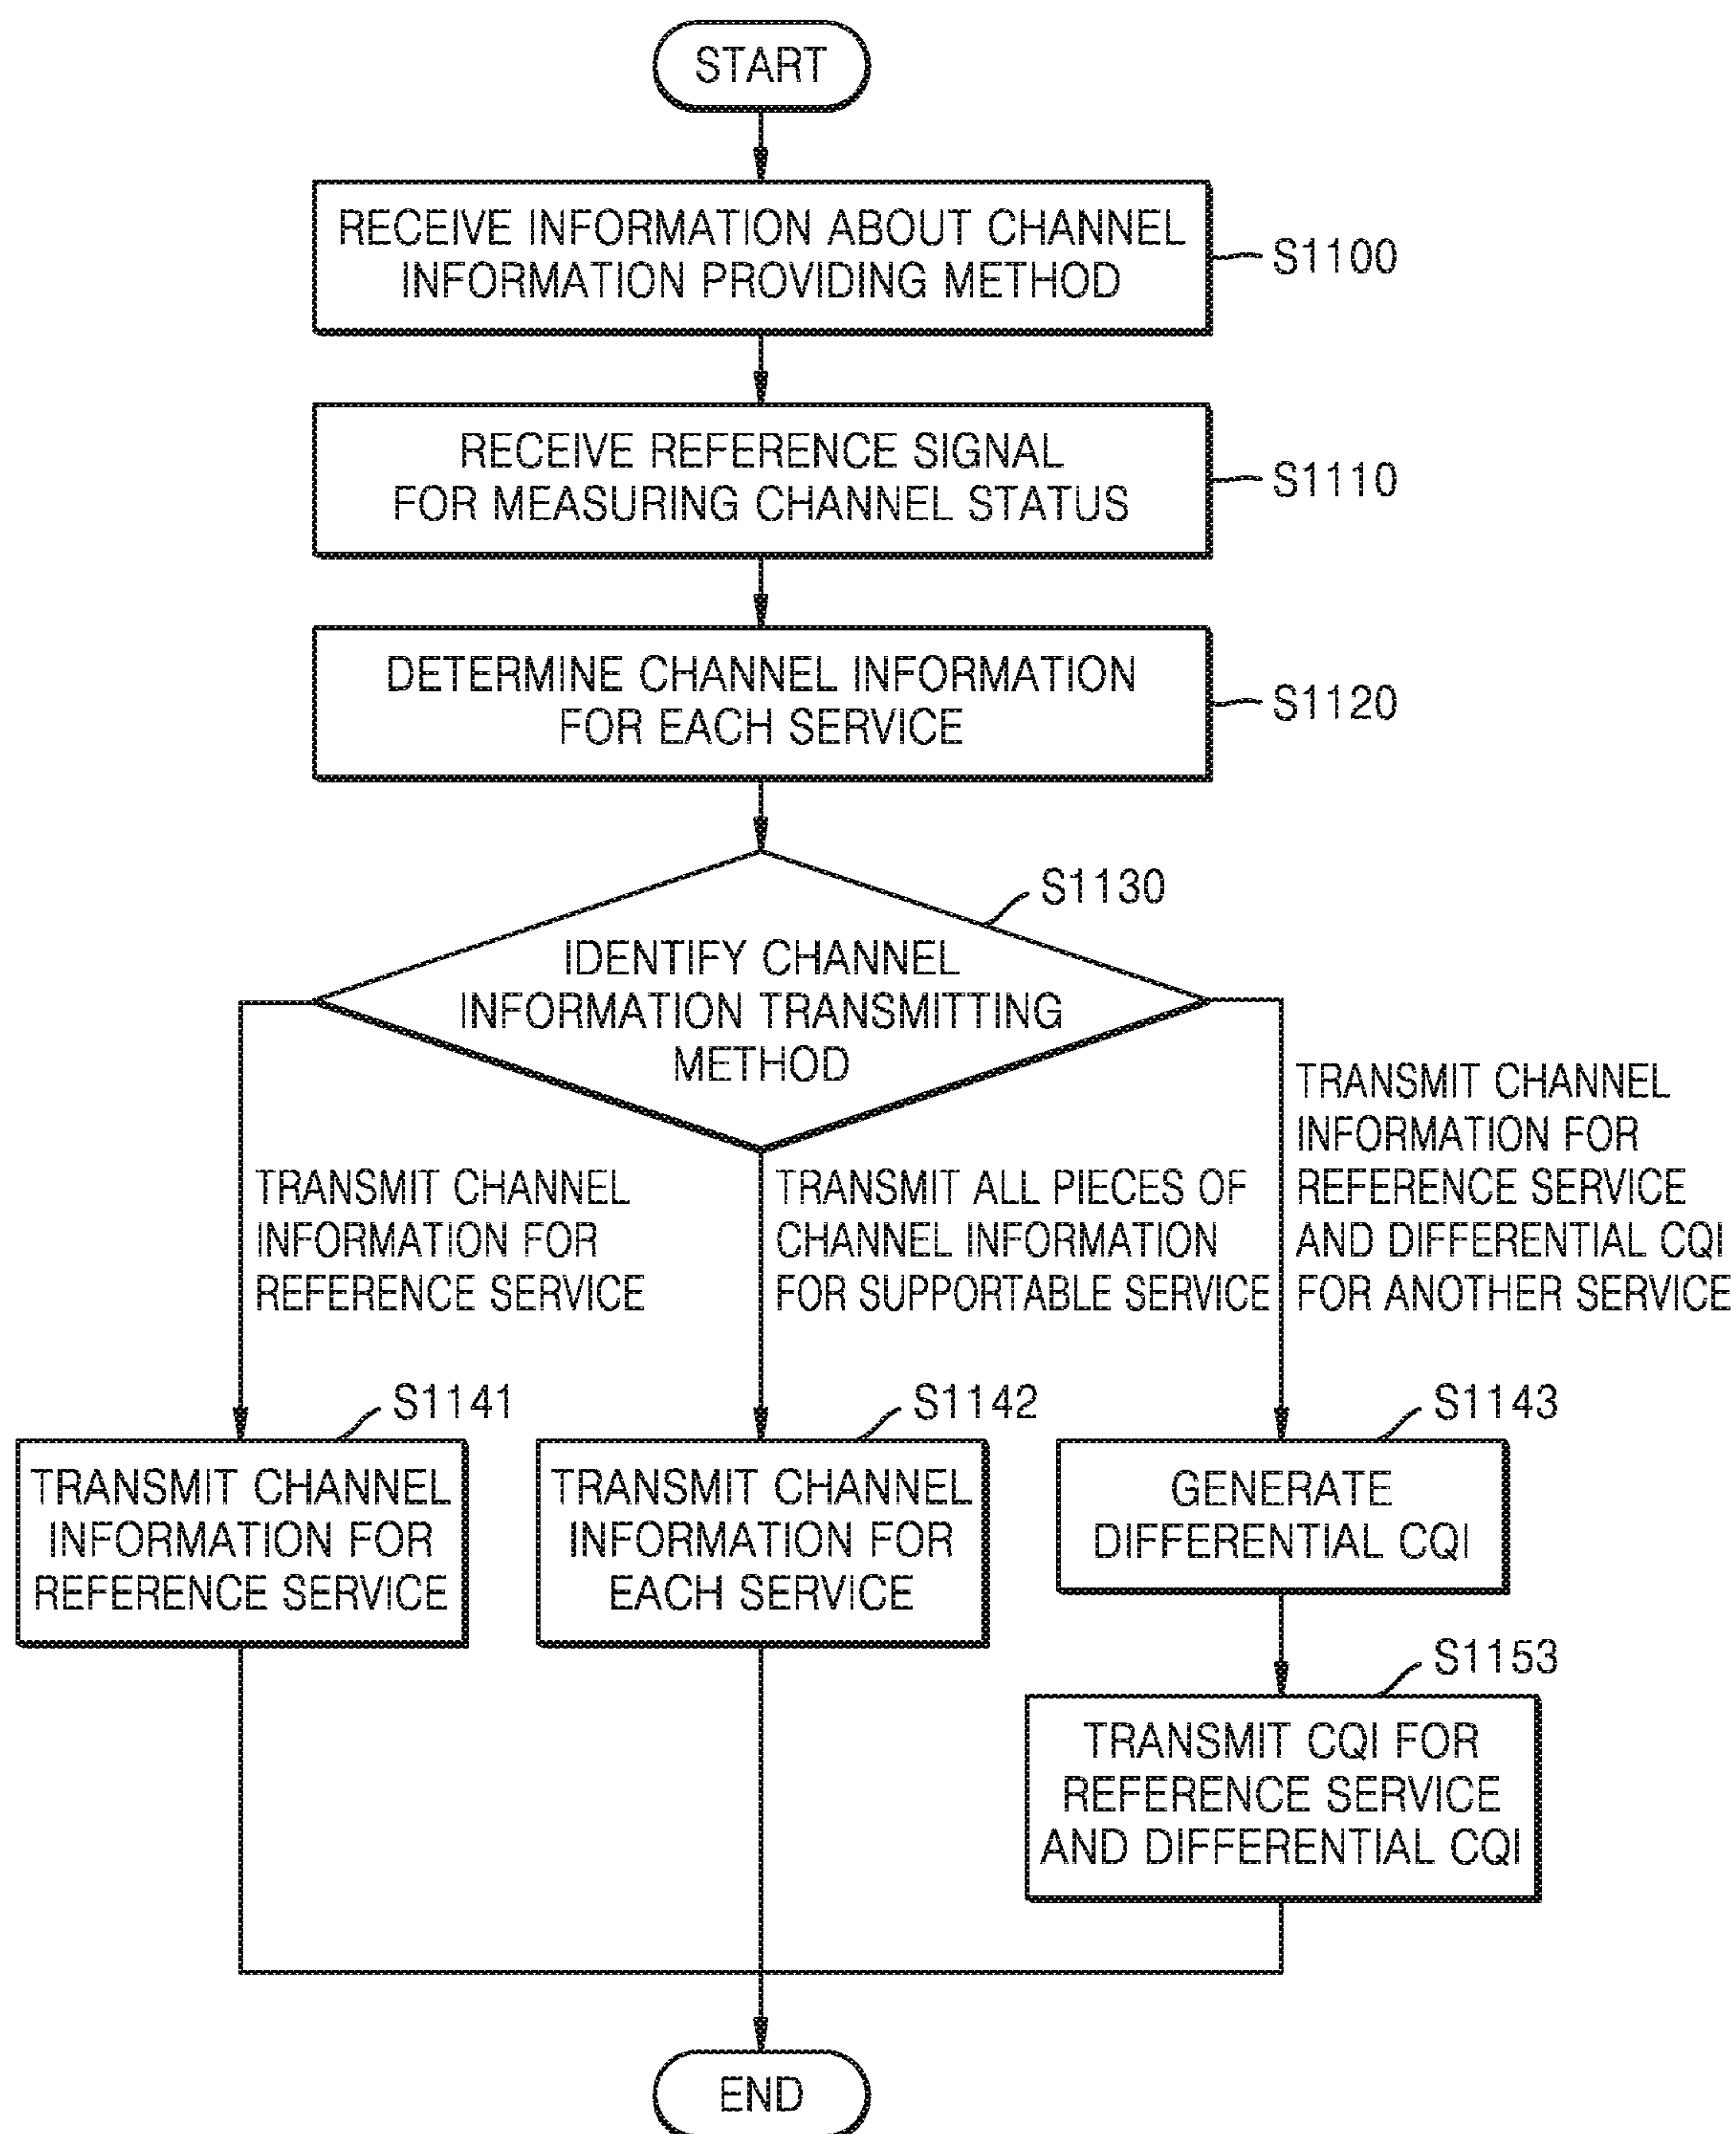 START
RECEIVE INFORMATION ABOUT CHANNEL
INFORMATION PROVIDING METHOD
S1100
RECEIVE REFERENCE SIGNAL
FOR MEASURING CHANNEL STATUS
S1110
DETERMINE CHANNEL INFORMATION
FOR EACH SERVICE
S1120
S1130
IDENTIFY CHANNEL
INFORMATION TRANSMITTING
METHOD
TRANSMIT CHANNEL
INFORMATION FOR
REFERENCE SERVICE
TRANSMIT ALL PIECES OF
CHANNEL INFORMATION
FOR SUPPORTABLE SERVICE
TRANSMIT CHANNEL
INFORMATION FOR
REFERENCE SERVICE
AND DIFFERENTIAL CQI
FOR ANOTHER SERVICE
S1141
TRANSMIT CHANNEL
INFORMATION FOR
REFERENCE SERVICE
S1142
TRANSMIT CHANNEL
INFORMATION FOR
EACH SERVICE
S1143
GENERATE
DIFFERENTIAL CQI
S1153
TRANSMIT CQI FOR
REFERENCE SERVICE
AND DIFFERENTIAL CQI
END